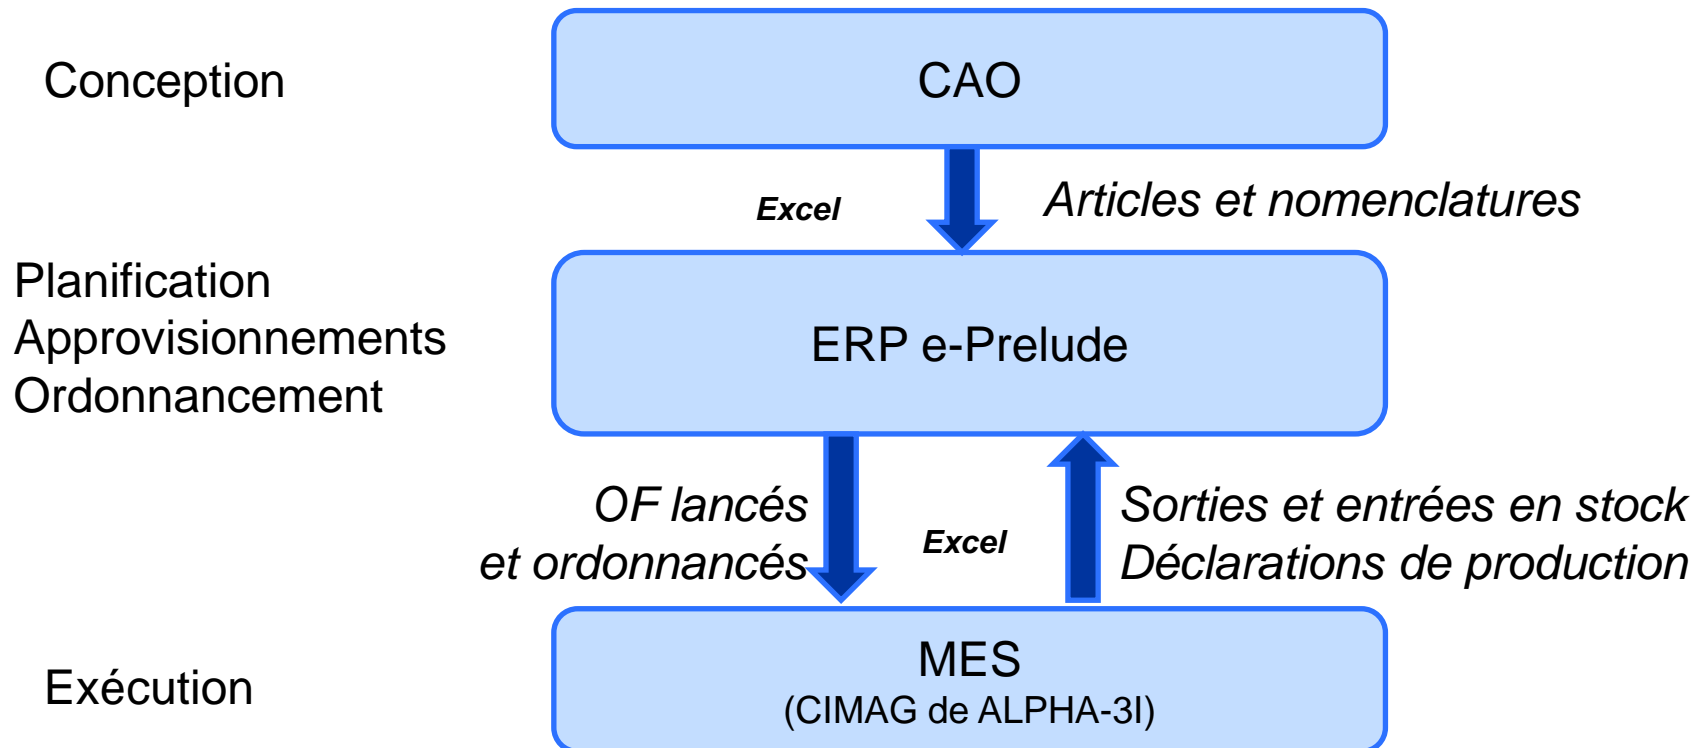 Conception
CAO
Excel
Articles et nomenclatures
Planification
Approvisionnements
Ordonnancement
ERP e-Prelude
OF lancés
et ordonnancés
Excel
Sorties et entrées en stock
Déclarations de production
Exécution
MES
(CIMAG de ALPHA-3I)